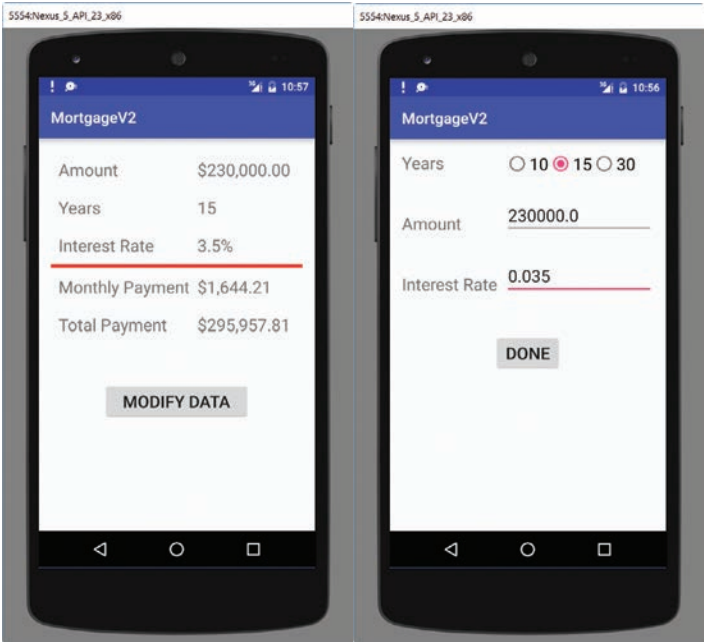 5554:Nexus_5_API_23_x86
10:57
MortgageV2
Amount $230,000.00
Years 15
Interest Rate 3.5%
Monthly Payment $1,644.21
Total Payment $295,957.81
MODIFY DATA
5554:Nexus_5_API_23_x86
10:56
MortgageV2
Years 10 15 30
Amount 230000.0
Interest Rate 0.035
DONE